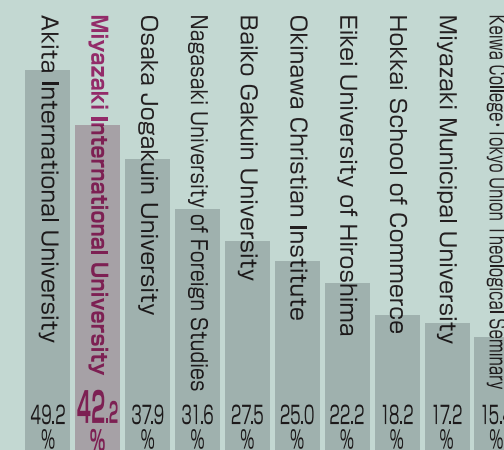 Akita International University
49.2
%
Miyazaki International University
42.2
%
Osaka Jogakuin University
37.9
%
Nagasaki University of Foreign Studies
31.6
%
Baiko Gakuin University
27.5
%
Okinawa Christian Institute
25.0
%
Eikei University of Hiroshima
22.2
%
Hokkai School of Commerce
18.2
%
Miyazaki Municipal University
17.2
%
Keiwa College·Tokyo Union Theological Seminary
15.
%